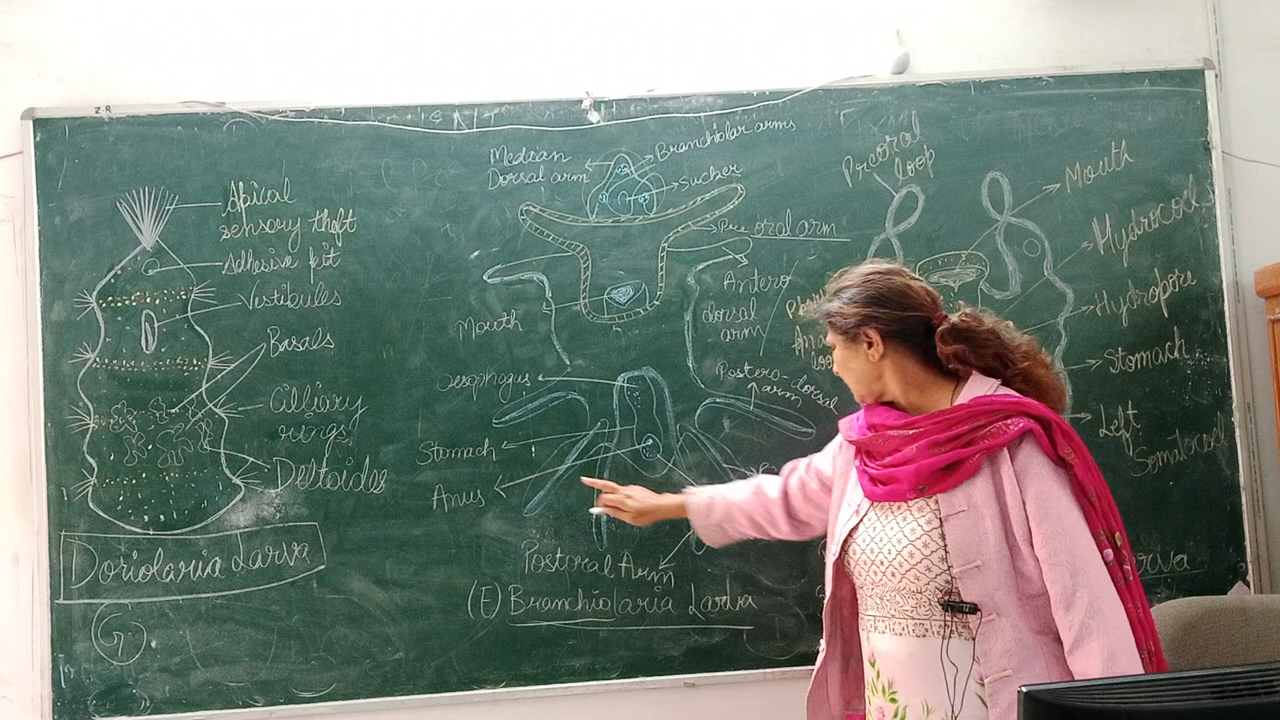 Z.R
Apical
sensory theft
Adhesive pit
Vestibules
Basals
Cilliary
rings
Deltoides
Doriolaria Larva
G
Median
Dorsal arm
Branchiolar arms
Sucker
Pre oral arm
Antero
dorsal
arm
Mouth
Oesophagus
Postero-dorsal
arm
Stomach
Anus
Postoral Arm
(E) Branchiolaria Larva
Preoral
loop
Mouth
Hydrocoel
Hydropore
Stomach
Left
Somatocoel